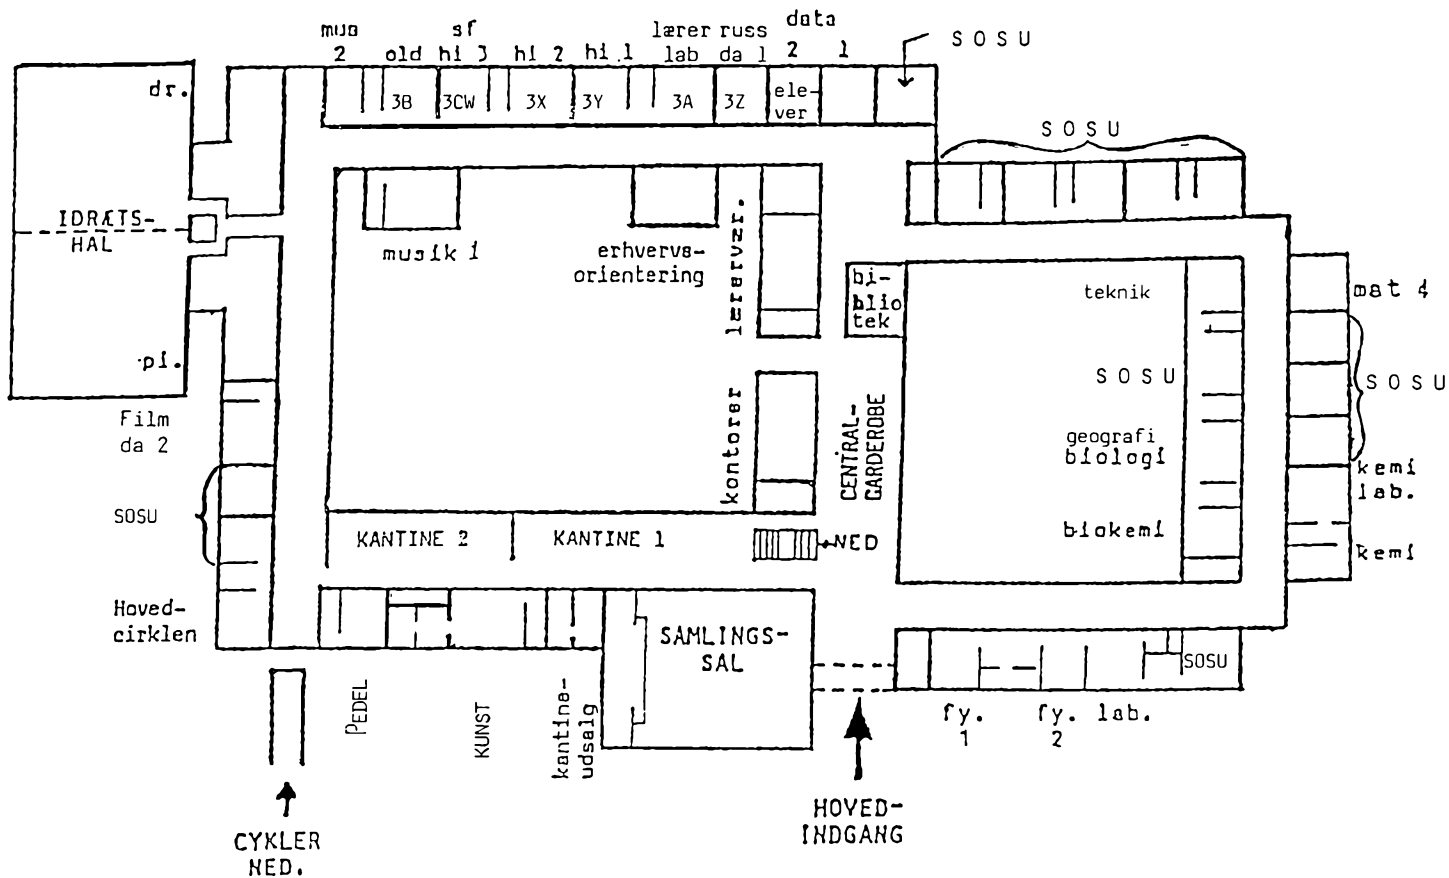 mus sf lærer russ data
2 old hi 3 hi 2 hi.1 lab da 1 2 1
SOSU
dr.
3B 3CW 3X 3Y 3A 3Z ele-
ver
SOSU
IDRÆTS-
HAL
musik 1
erhvervs-
orientering
lærervær.
bi-
blio
tek
teknik
mat 4
pi.
SOSU
SOSU
Film
da 2
kontorer
CENTRAL-
GARDEROBE
geografi
biologi
kemi
lab.
SOSU
KANTINE 2
KANTINE 1
NED
biokemi
kemi
Hoved-
cirklen
SAMLINGS-
SAL
SOSU
PEDEL
KUNST
kantine-
udsalg
fy.
1
fy. lab.
2
HOVED-
INDGANG
CYKLER
NED.